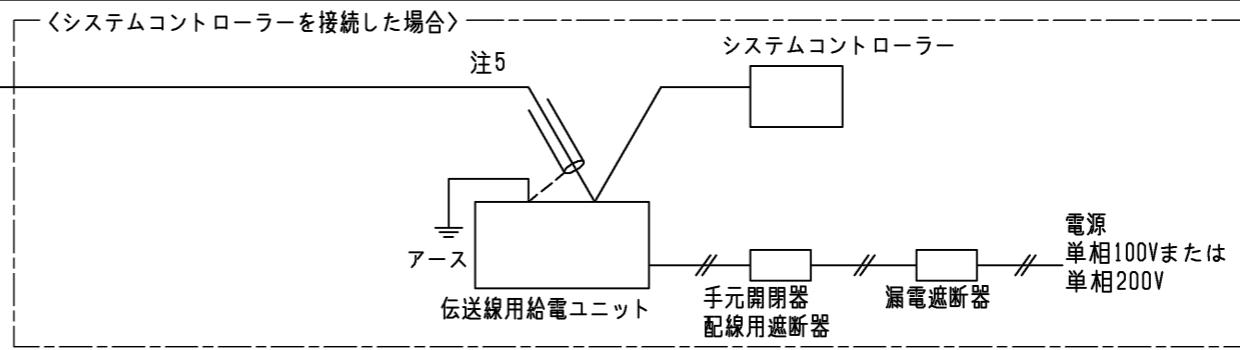 〈システムコントローラーを接続した場合〉
システムコントローラー
注5
アース
伝送線用給電ユニット
手元開閉器
配線用遮断器
漏電遮断器
電源
単相100Vまたは
単相200V